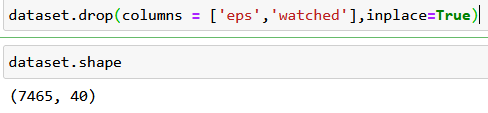 dataset.drop(columns = ['eps','watched'],inplace=True)
dataset.shape
(7465, 40)